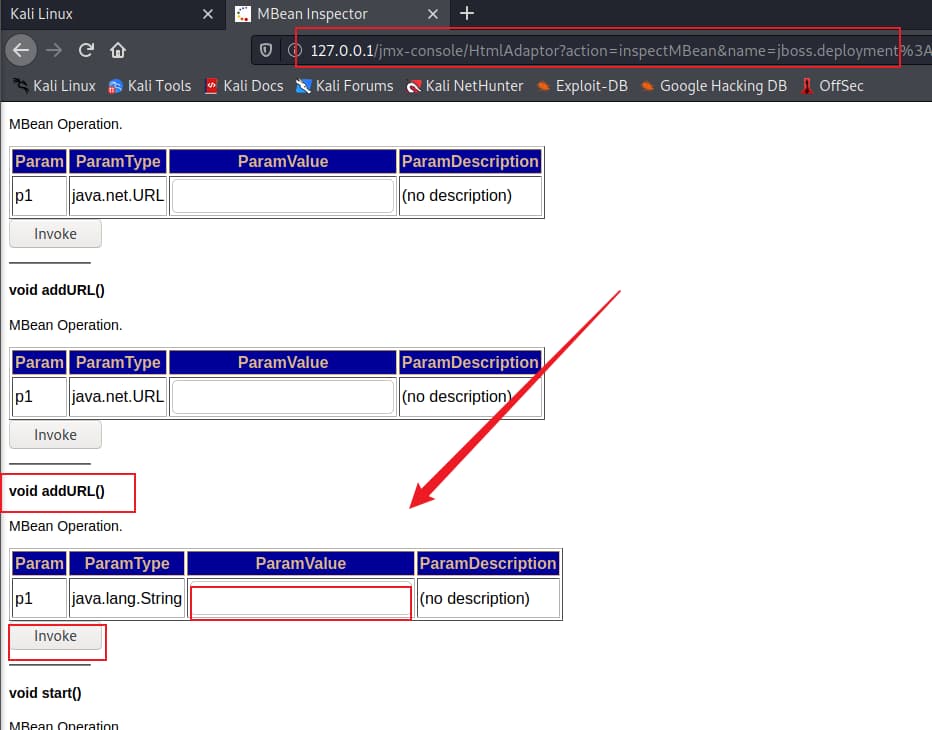 Kali Linux
MBean Inspector
127.0.0.1/jmx-console/HtmlAdaptor?action=inspectMBean&name=jboss.deployment%3A
Kali Linux Kali Tools Kali Docs Kali Forums Kali NetHunter Exploit-DB Google Hacking DB OffSec
MBean Operation.
Param ParamType ParamValue ParamDescription
p1 java.net.URL (no description)
Invoke
void addURL()
MBean Operation.
Param ParamType ParamValue ParamDescription
p1 java.net.URL (no description)
Invoke
void addURL()
MBean Operation.
Param ParamType ParamValue ParamDescription
p1 java.lang.String (no description)
Invoke
void start()
MBean Operation.